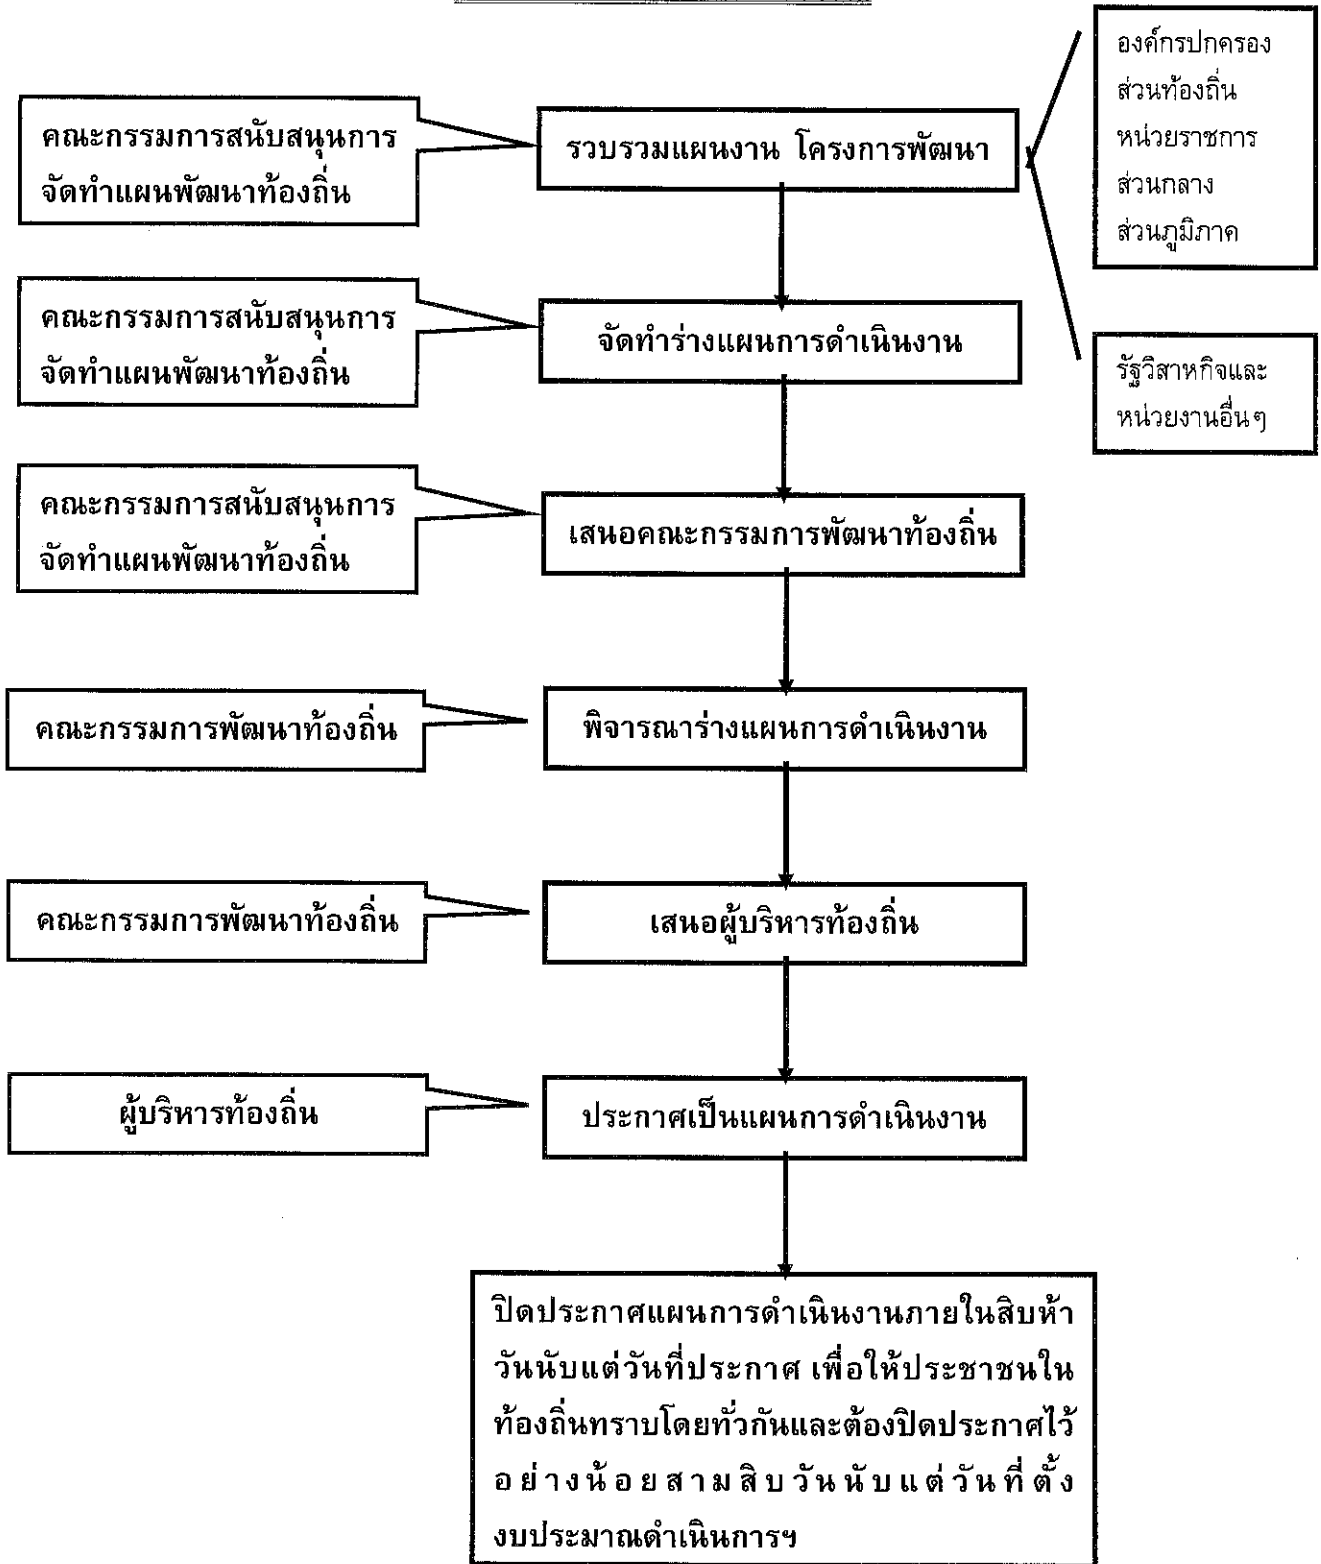 องค์กรปกครอง
ส่วนท้องถิ่น
หน่วยราชการ
ส่วนกลาง
ส่วนภูมิภาค
คณะกรรมการสนับสนุนการ
จัดทำแผนพัฒนาท้องถิ่น
รวบรวมแผนงาน โครงการพัฒนา
คณะกรรมการสนับสนุนการ
จัดทำแผนพัฒนาท้องถิ่น
จัดทำร่างแผนการดำเนินงาน
รัฐวิสาหกิจและ
หน่วยงานอื่นๆ
คณะกรรมการสนับสนุนการ
จัดทำแผนพัฒนาท้องถิ่น
เสนอคณะกรรมการพัฒนาท้องถิ่น
คณะกรรมการพัฒนาท้องถิ่น
พิจารณาร่างแผนการดำเนินงาน
คณะกรรมการพัฒนาท้องถิ่น
เสนอผู้บริหารท้องถิ่น
ผู้บริหารท้องถิ่น
ประกาศเป็นแผนการดำเนินงาน
ปิดประกาศแผนการดำเนินงานภายในสิบห้า
วันนับแต่วันที่ประกาศ เพื่อให้ประชาชนใน
ท้องถิ่นทราบโดยทั่วกันและต้องปิดประกาศไว้
อย่างน้อยสามสิบวันนับแต่วันที่ตั้ง
งบประมาณดำเนินการฯ